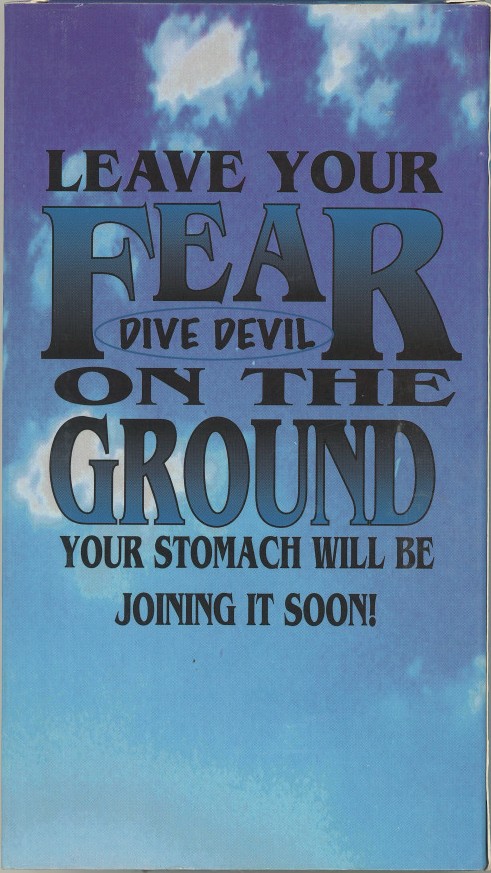 LEAVE YOUR
FEAR
DIVE DEVIL
ON THE
GROUND
YOUR STOMACH WILL BE
JOINING IT SOON!